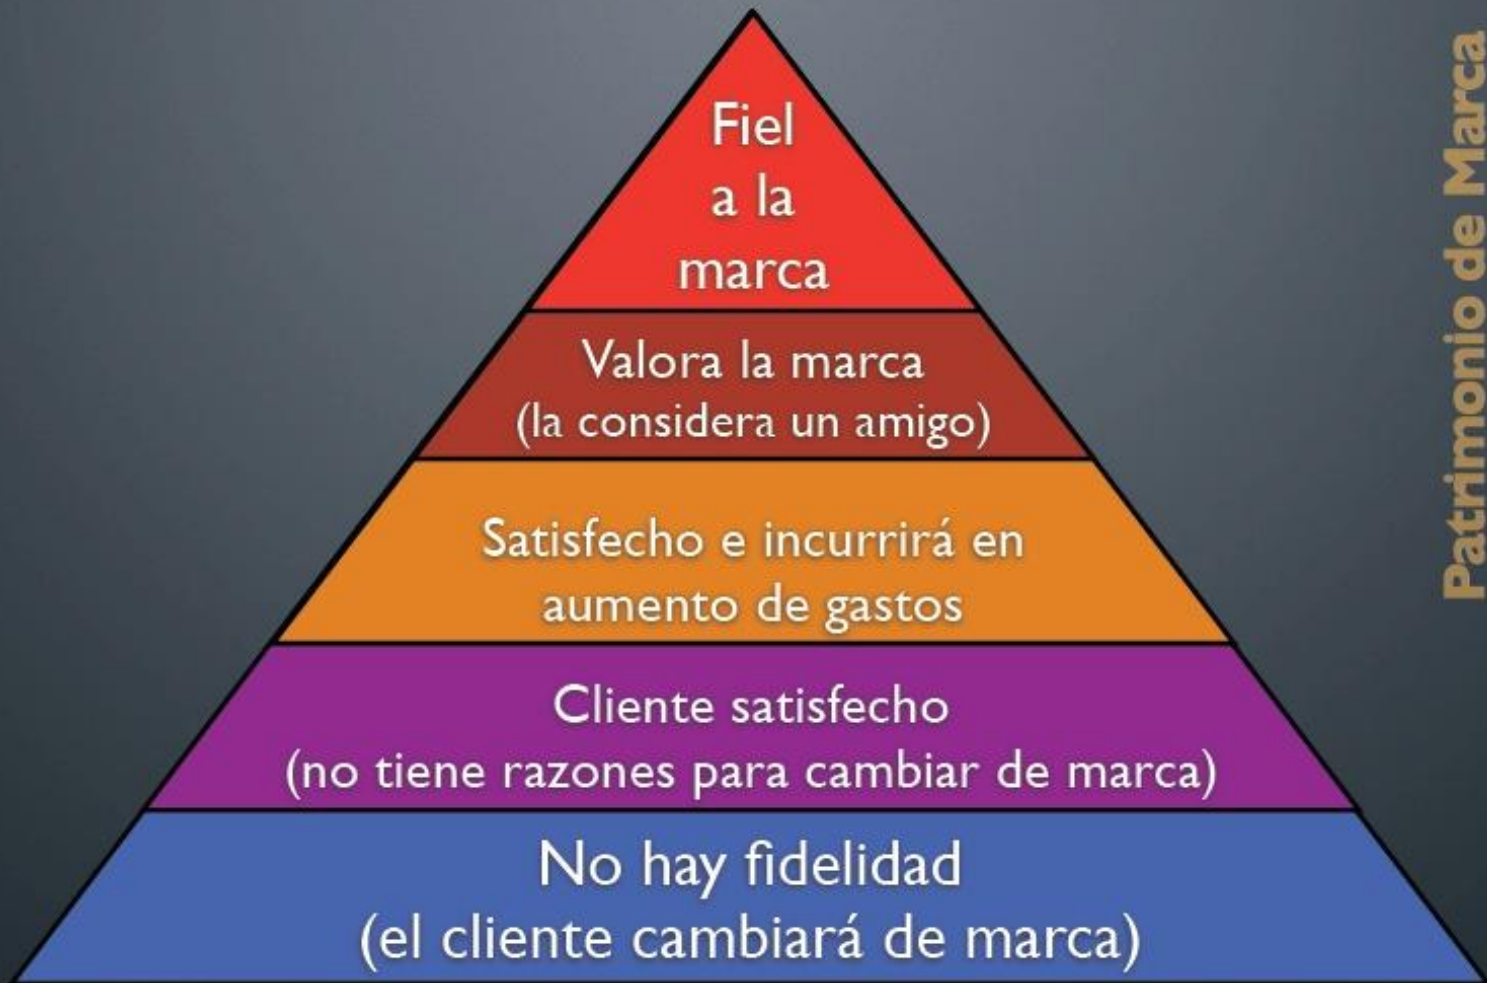 Fiel
a la
marca
Valora la marca
(la considera un amigo)
Satisfecho e incurrirá en
aumento de gastos
Cliente satisfecho
(no tiene razones para cambiar de marca)
No hay fidelidad
(el cliente cambiará de marca)
Patrimonio de Marca